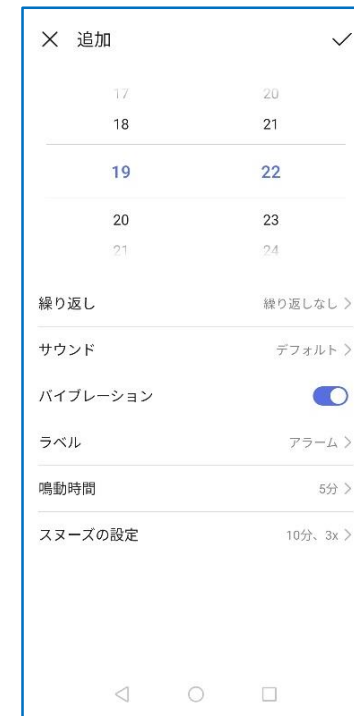 追加
17 20
18 21
19 22
20 23
21 24
繰り返し 繰り返しなし
サウンド デフォルト
バイブレーション
ラベル アラーム
鳴動時間 5分
スヌーズの設定 10分、3x